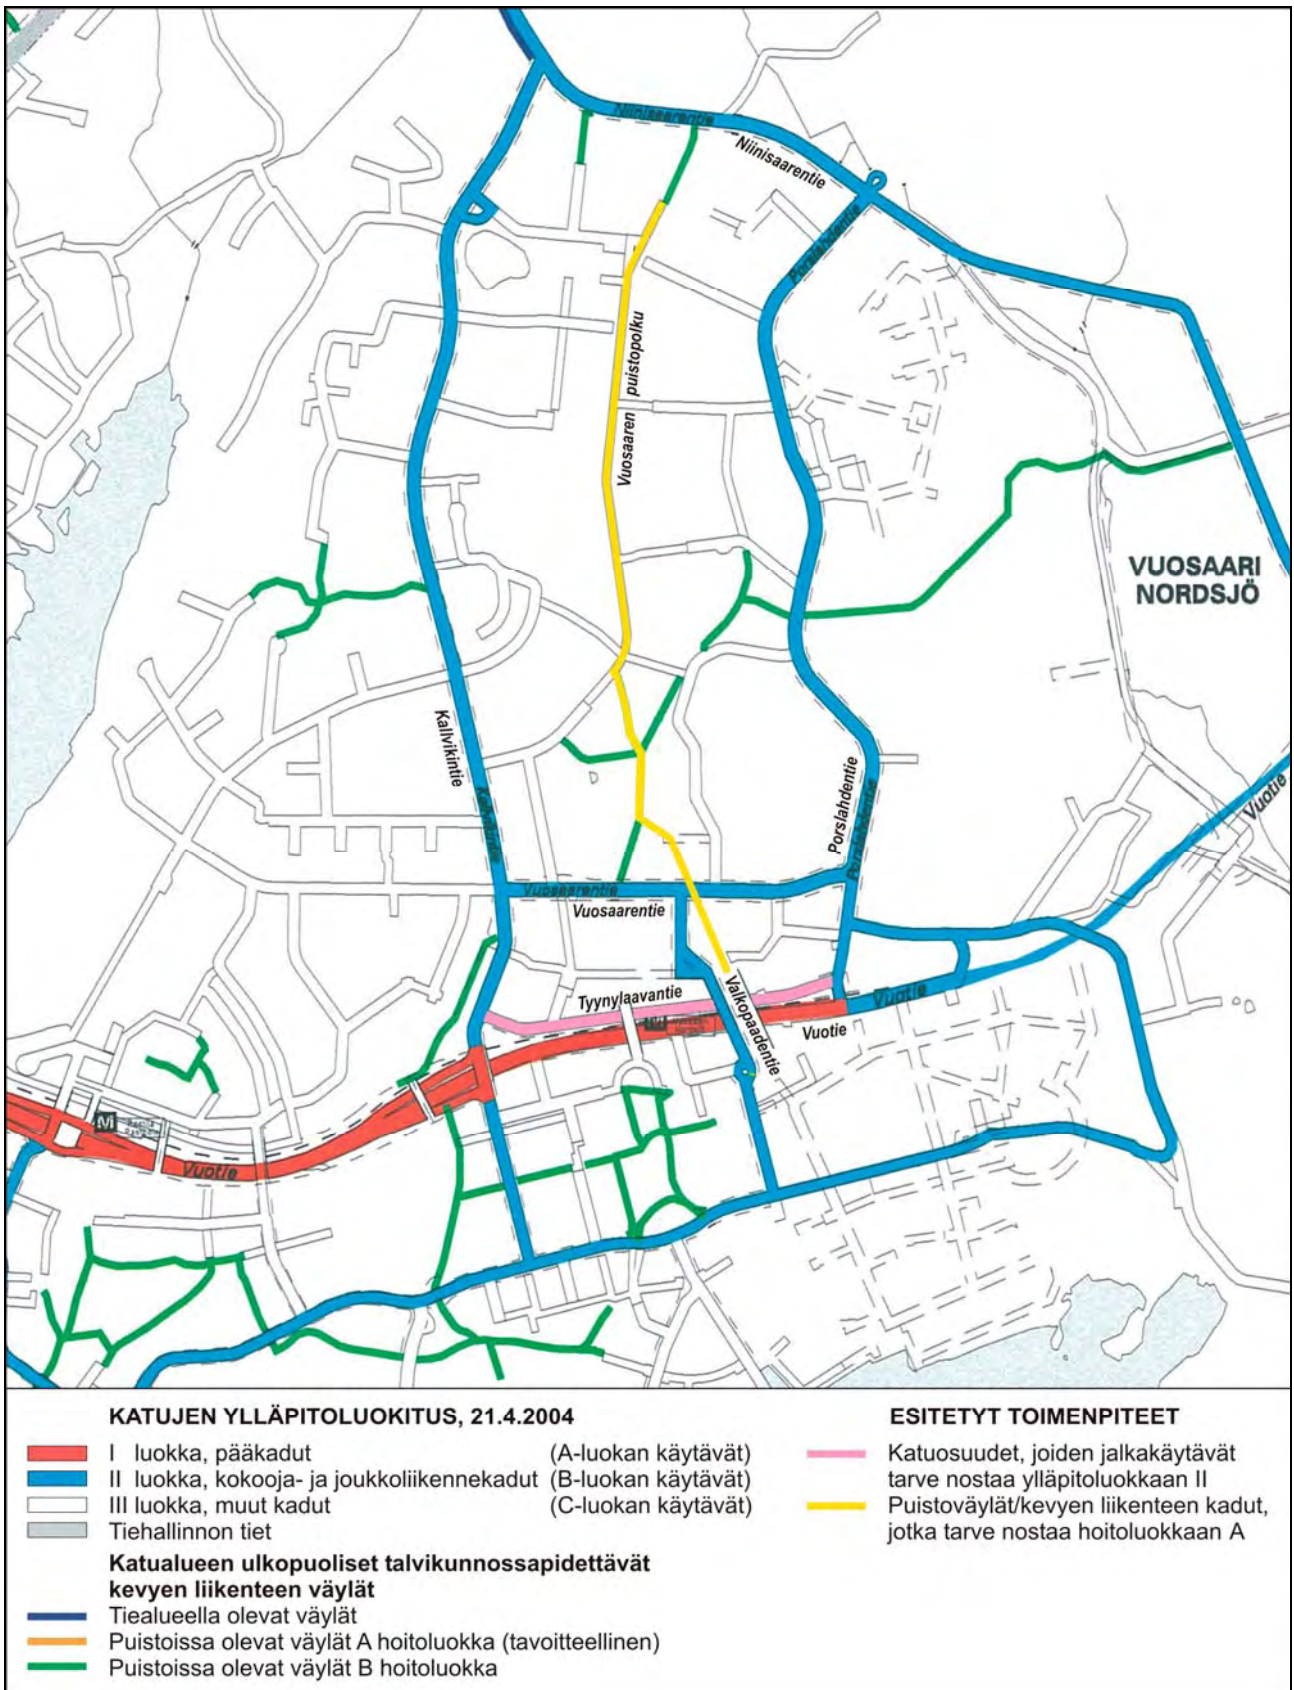 Niinisaarentie
Niinisaarentie
Porslahdentie
Vuosaaren puistopolku
VUOSAARI
NORDSJÖ
Kallvikintie
Kallvikintie
Porslahdentie
Porslahdentie
Vuotie
Vuosaarentie
Vuosaarentie
Tyynylaavantie
Valkopaadentie
Vuotie
Vuotie
M
M
Vuotie
KATUJEN YLLÄPITOLUOKITUS, 21.4.2004
I luokka, pääkadut (A-luokan käytävät)
II luokka, kokooja- ja joukkoliikennekadut (B-luokan käytävät)
III luokka, muut kadut (C-luokan käytävät)
Tiehallinnon tiet
Katualueen ulkopuoliset talvikunnossapidettävät
kevyen liikenteen väylät
Tiealueella olevat väylät
Puistoissa olevat väylät A hoitoluokka (tavoitteellinen)
Puistoissa olevat väylät B hoitoluokka
ESITETYT TOIMENPITEET
Katuosuudet, joiden jalkakäytävät
tarve nostaa ylläpitoluokkaan II
Puistoväylät/kevyen liikenteen kadut,
jotka tarve nostaa hoitoluokkaan A